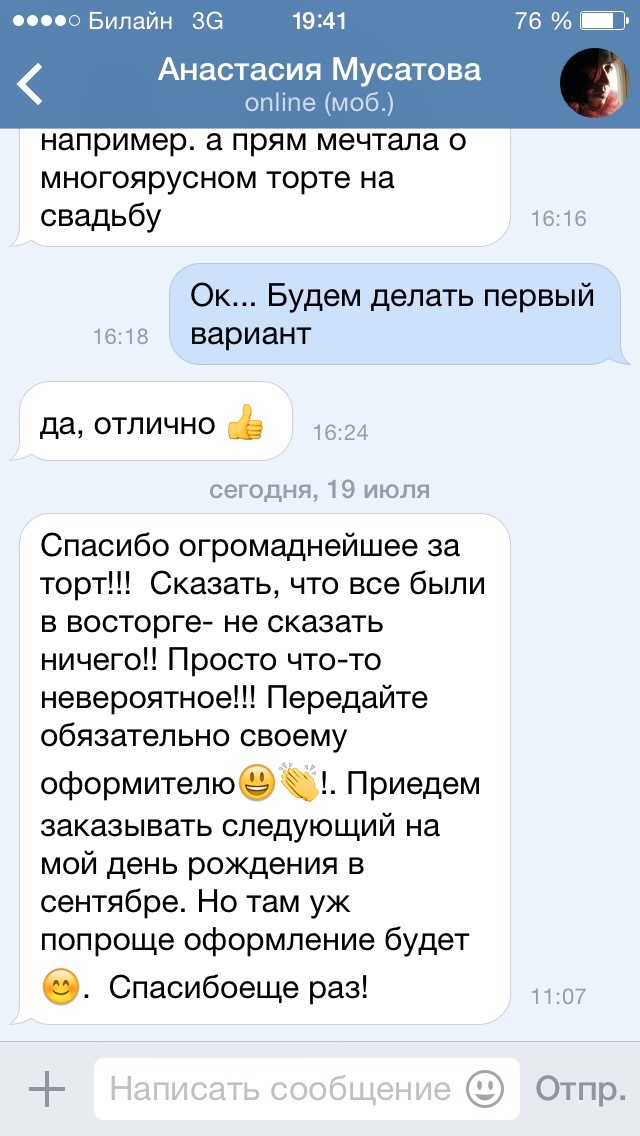 Билайн 3G 19:41 76 %
Анастасия Мусатова
online (моб.)
например. а прям мечтала о
многоярусном торте на
свадьбу
16:16
Ок... Будем делать первый
вариант
16:18
да, отлично 👍
16:24
сегодня, 19 июля
Спасибо огромаднейшее за
торт!!!  Сказать, что все были
в восторге- не сказать
ничего!! Просто что-то
невероятное!!! Передайте
обязательно своему
оформителю😃👏!. Приедем
заказывать следующий на
мой день рождения в
сентябре. Но там уж
попроще оформление будет
😊.  Спасибоеще раз!
11:07
Написать сообщение
Отпр.